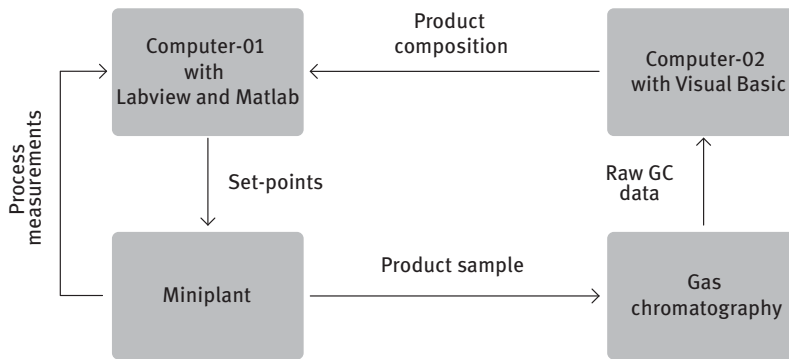 Computer-01
with
Labview and Matlab
Product
composition
Computer-02
with Visual Basic
Process
measurements
Set-points
Raw GC
data
Miniplant
Product sample
Gas
chromatography